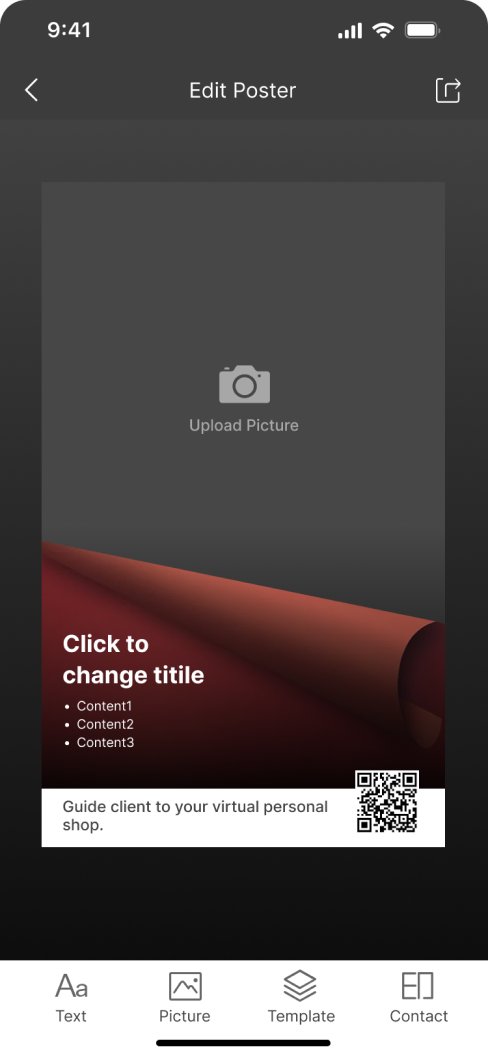 9:41
Edit Poster
Upload Picture
Click to
change titile
• Content1
• Content2
• Content3
Guide client to your virtual personal
shop.
Aa
Text
Picture
Template
Contact